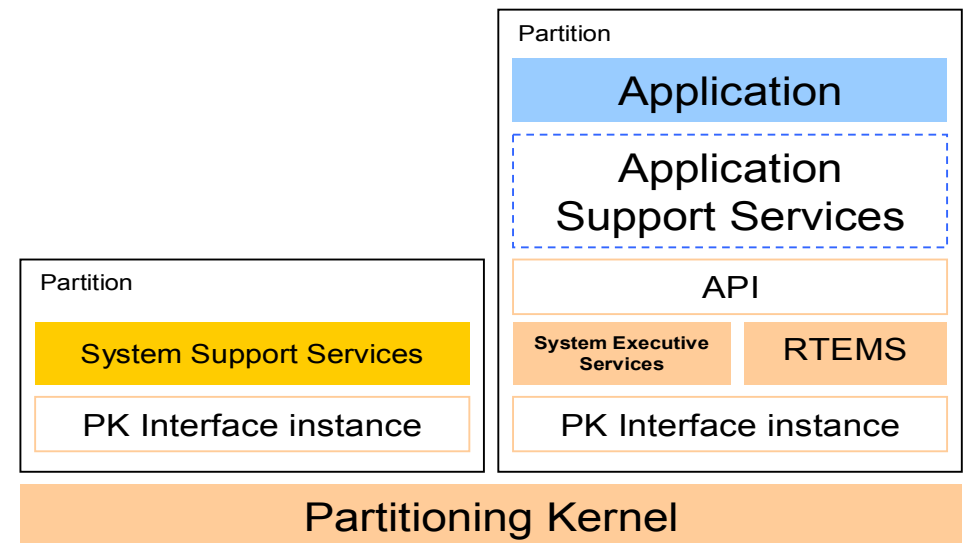 Partition
Application
Application
Support Services
API
System Executive
Services
RTEMS
PK Interface instance
Partition
System Support Services
PK Interface instance
Partitioning Kernel